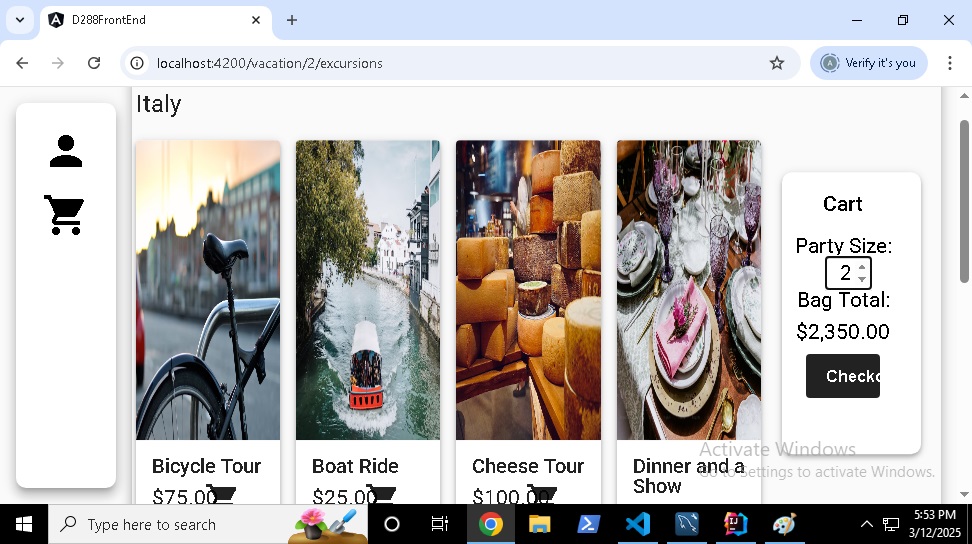 D288FrontEnd
localhost:4200/vacation/2/excursions
Verify it's you
Italy
Cart
Party Size:
2
Bag Total:
$2,350.00
Checko
Bicycle Tour
$75.00
Boat Ride
$25.00
Cheese Tour
$100.00
Dinner and a
Show
Activate Windows
Go to Settings to activate Windows.
Type here to search
5:53 PM
3/12/2025